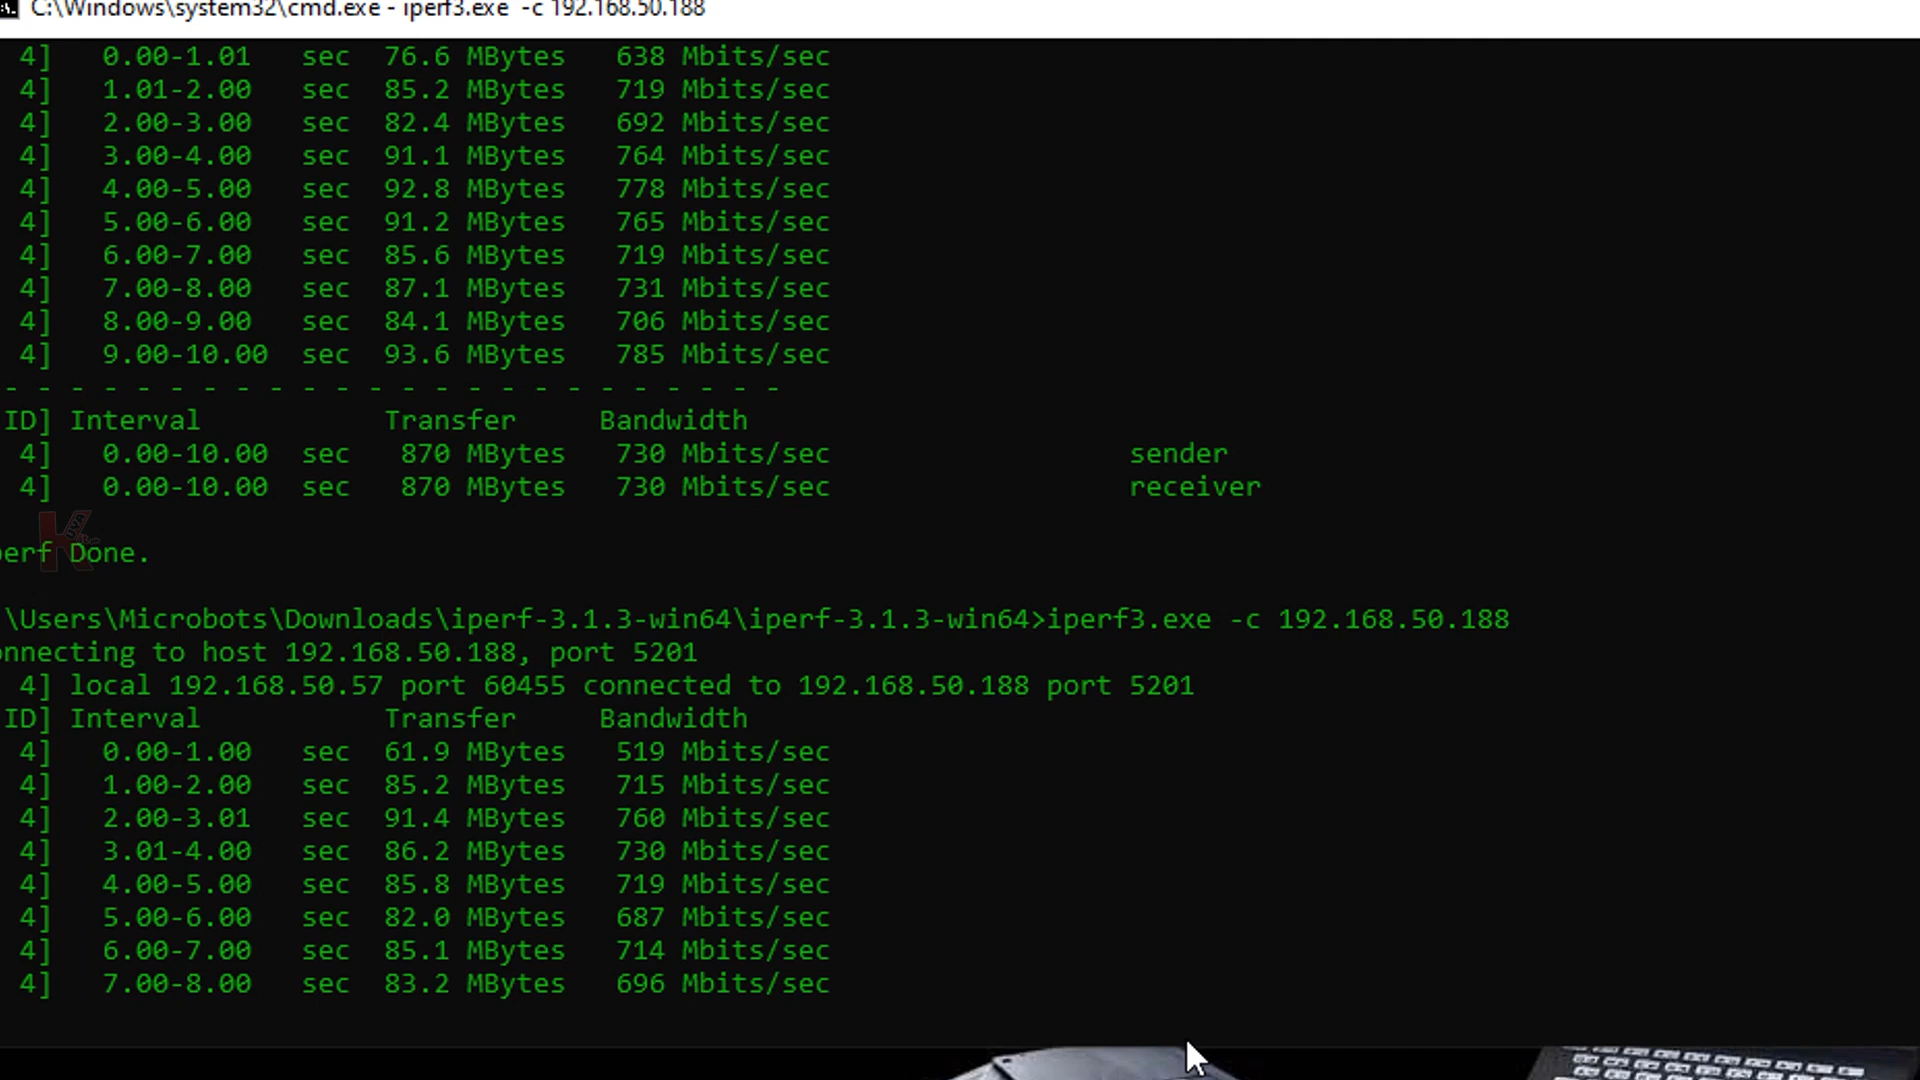 C:\Windows\system32\cmd.exe - iperf3.exe -c 192.168.50.188
4] 0.00-1.01 sec 76.6 MBytes 638 Mbits/sec
4] 1.01-2.00 sec 85.2 MBytes 719 Mbits/sec
4] 2.00-3.00 sec 82.4 MBytes 692 Mbits/sec
4] 3.00-4.00 sec 91.1 MBytes 764 Mbits/sec
4] 4.00-5.00 sec 92.8 MBytes 778 Mbits/sec
4] 5.00-6.00 sec 91.2 MBytes 765 Mbits/sec
4] 6.00-7.00 sec 85.6 MBytes 719 Mbits/sec
4] 7.00-8.00 sec 87.1 MBytes 731 Mbits/sec
4] 8.00-9.00 sec 84.1 MBytes 706 Mbits/sec
4] 9.00-10.00 sec 93.6 MBytes 785 Mbits/sec
- - - - - - - - - - - - - - - - - - - - - - - -
ID] Interval Transfer Bandwidth
4] 0.00-10.00 sec 870 MBytes 730 Mbits/sec sender
4] 0.00-10.00 sec 870 MBytes 730 Mbits/sec receiver
perf Done.
\Users\Microbots\Downloads\iperf-3.1.3-win64\iperf-3.1.3-win64>iperf3.exe -c 192.168.50.188
onnecting to host 192.168.50.188, port 5201
4] local 192.168.50.57 port 60455 connected to 192.168.50.188 port 5201
ID] Interval Transfer Bandwidth
4] 0.00-1.00 sec 61.9 MBytes 519 Mbits/sec
4] 1.00-2.00 sec 85.2 MBytes 715 Mbits/sec
4] 2.00-3.01 sec 91.4 MBytes 760 Mbits/sec
4] 3.01-4.00 sec 86.2 MBytes 730 Mbits/sec
4] 4.00-5.00 sec 85.8 MBytes 719 Mbits/sec
4] 5.00-6.00 sec 82.0 MBytes 687 Mbits/sec
4] 6.00-7.00 sec 85.1 MBytes 714 Mbits/sec
4] 7.00-8.00 sec 83.2 MBytes 696 Mbits/sec